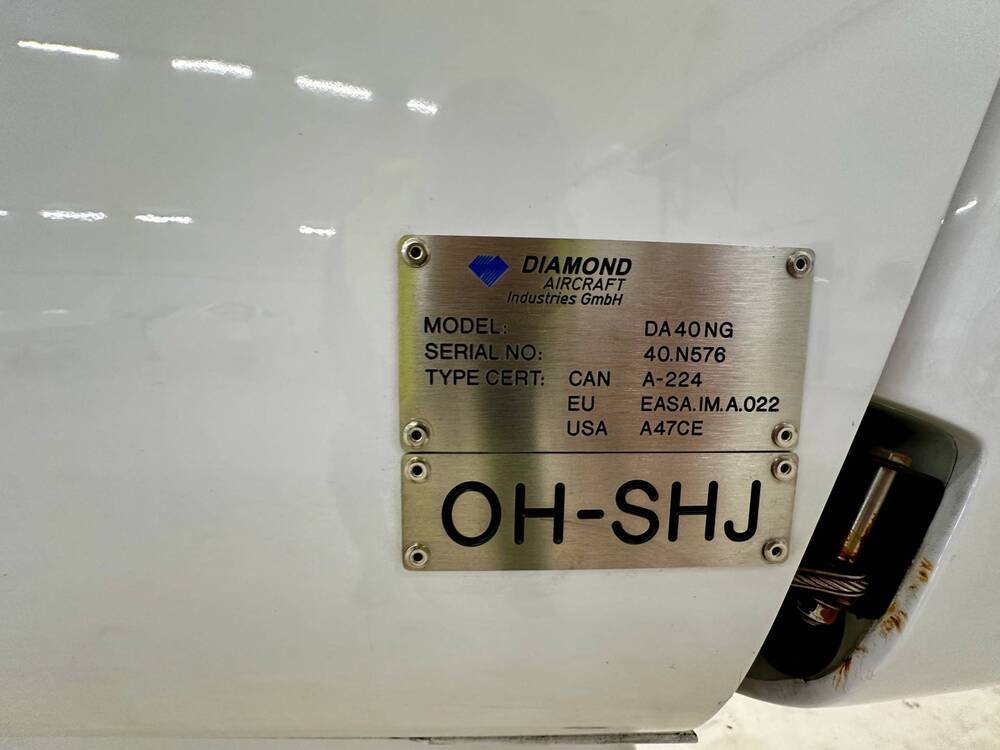 DIAMOND
AIRCRAFT
Industries GmbH
MODEL: DA40NG
SERIAL NO: 40.N576
TYPE CERT: CAN A-224
EU EASA.IM.A.022
USA A47CE
OH-SHJ